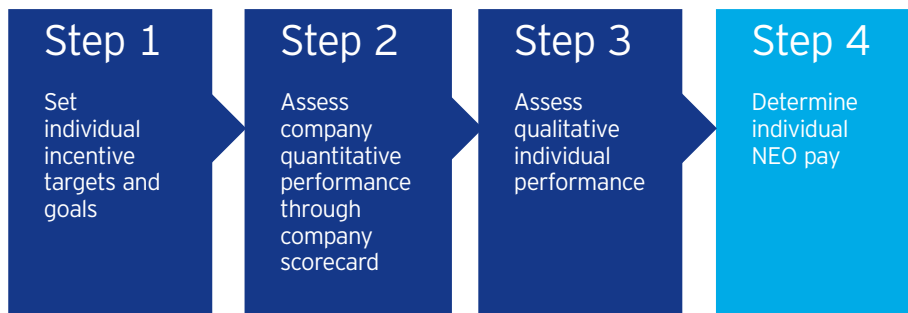 Step 1
Set
individual
incentive
targets and
goals
Step 2
Assess
company
quantitative
performance
through
company
scorecard
Step 3
Assess
qualitative
individual
performance
Step 4
Determine
individual
NEO pay